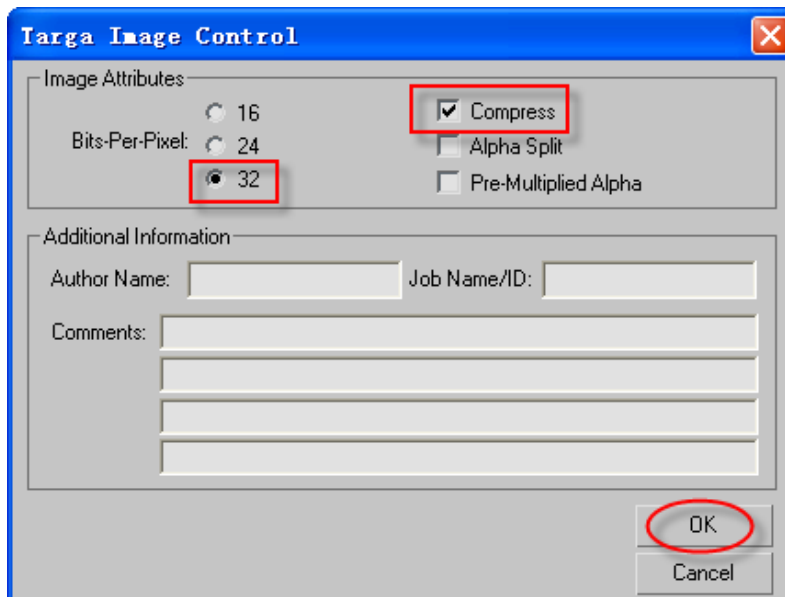 Targa Image Control
Image Attributes
Bits-Per-Pixel:
16
24
32
Compress
Alpha Split
Pre-Multiplied Alpha
Additional Information
Author Name:
Job Name/ID:
Comments:
OK
Cancel